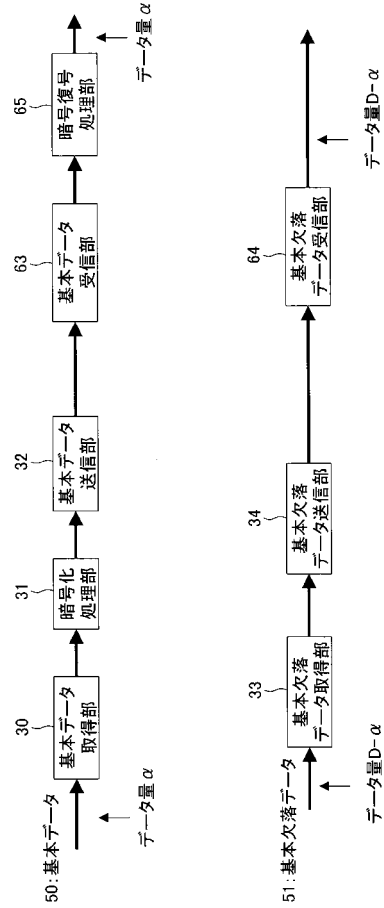 50:基本データ
データ量α
30
基本データ
取得部
31
暗号化
処理部
32
基本データ
送信部
63
基本データ
受信部
65
暗号復号
処理部
データ量α
51:基本欠落データ
データ量D-α
33
基本欠落
データ取得部
34
基本欠落
データ送信部
64
基本欠落
データ受信部
データ量D-α